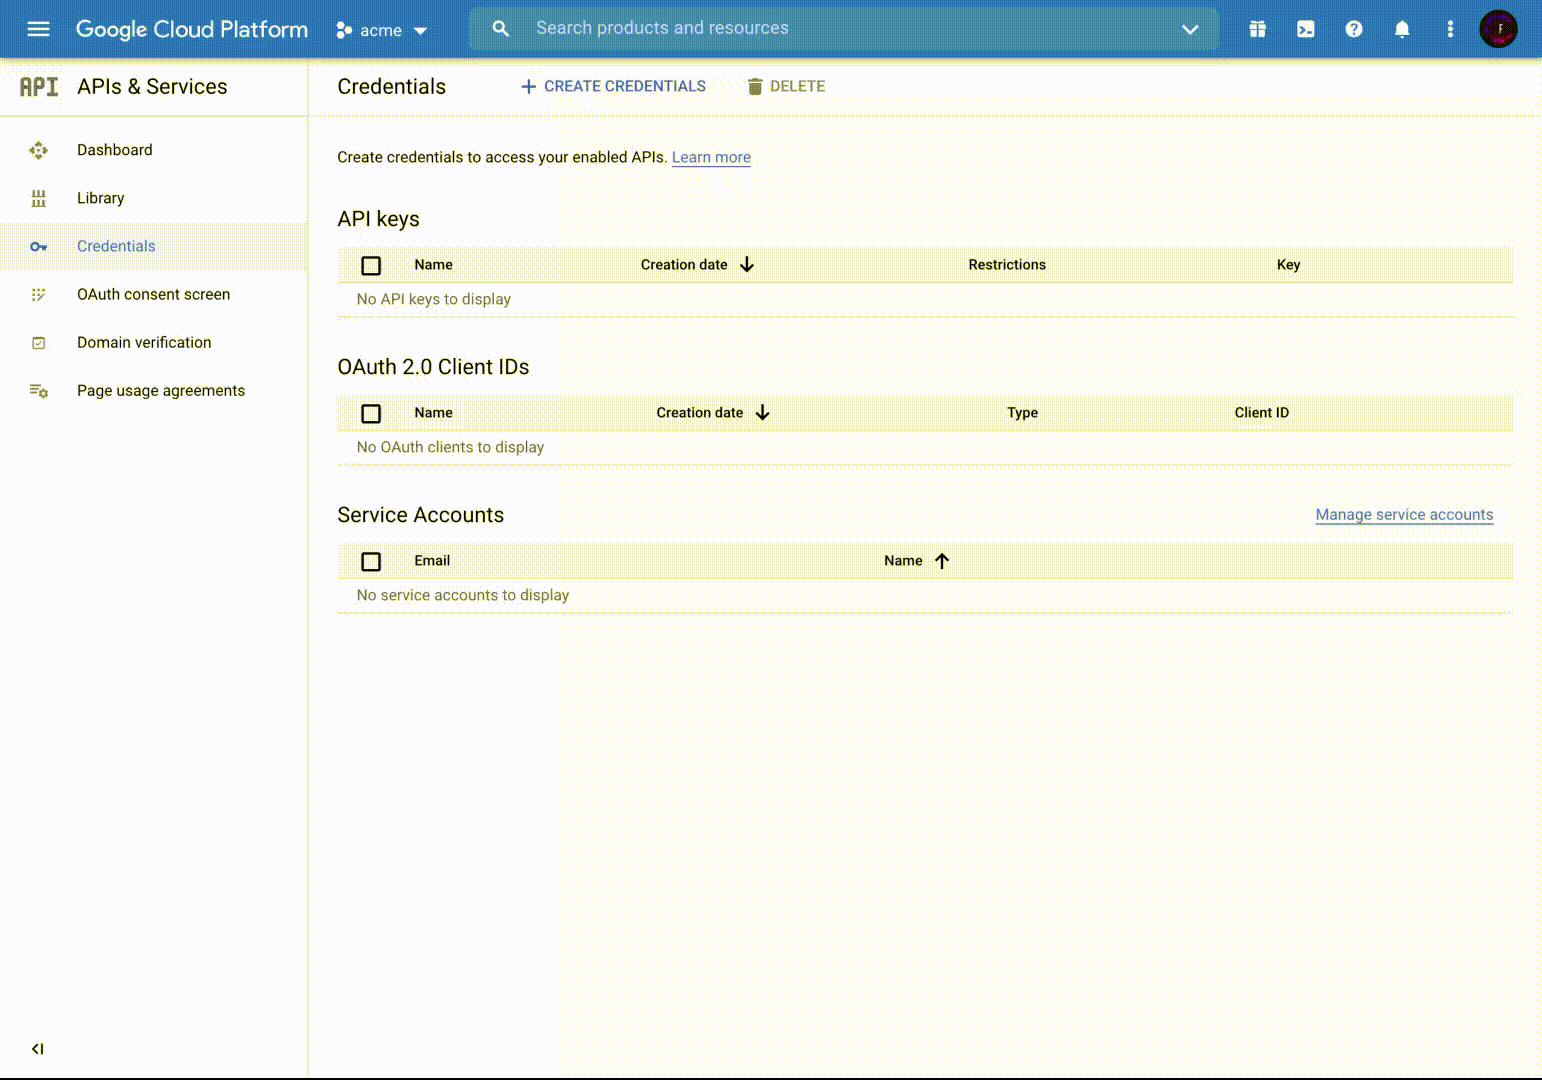 Google Cloud Platform
acme
Search products and resources
API
APIs & Services
Credentials
CREATE CREDENTIALS
DELETE
Dashboard
Library
Credentials
OAuth consent screen
Domain verification
Page usage agreements
Create credentials to access your enabled APIs. Learn more
API keys
Name Creation date Restrictions Key
No API keys to display
OAuth 2.0 Client IDs
Name Creation date Type Client ID
No OAuth clients to display
Service Accounts
Manage service accounts
Email Name
No service accounts to display